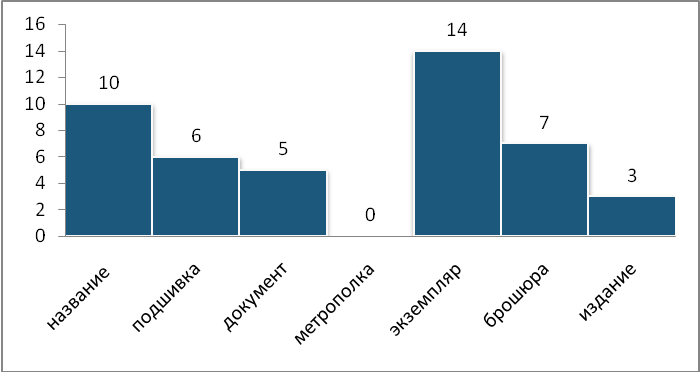 16
14
12
10
8
6
4
2
0
10
6
5
0
14
7
3
название
подшивка
документ
метрополка
экземпляр
брошюра
издание